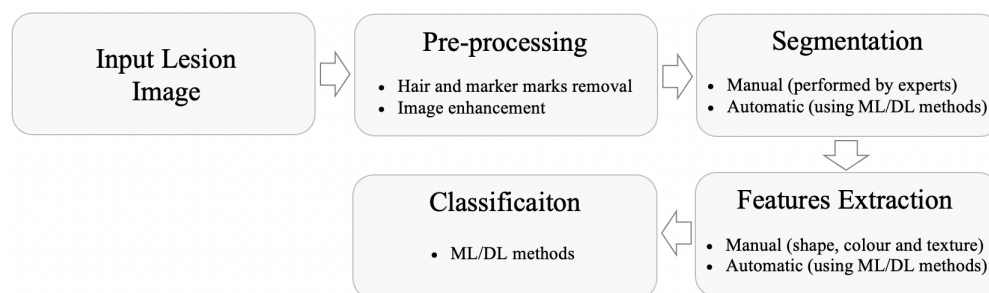 Input Lesion
Image
Pre-processing
• Hair and marker marks removal
• Image enhancement
Segmentation
• Manual (performed by experts)
• Automatic (using ML/DL methods)
Features Extraction
• Manual (shape, colour and texture)
• Automatic (using ML/DL methods)
Classificaiton
• ML/DL methods